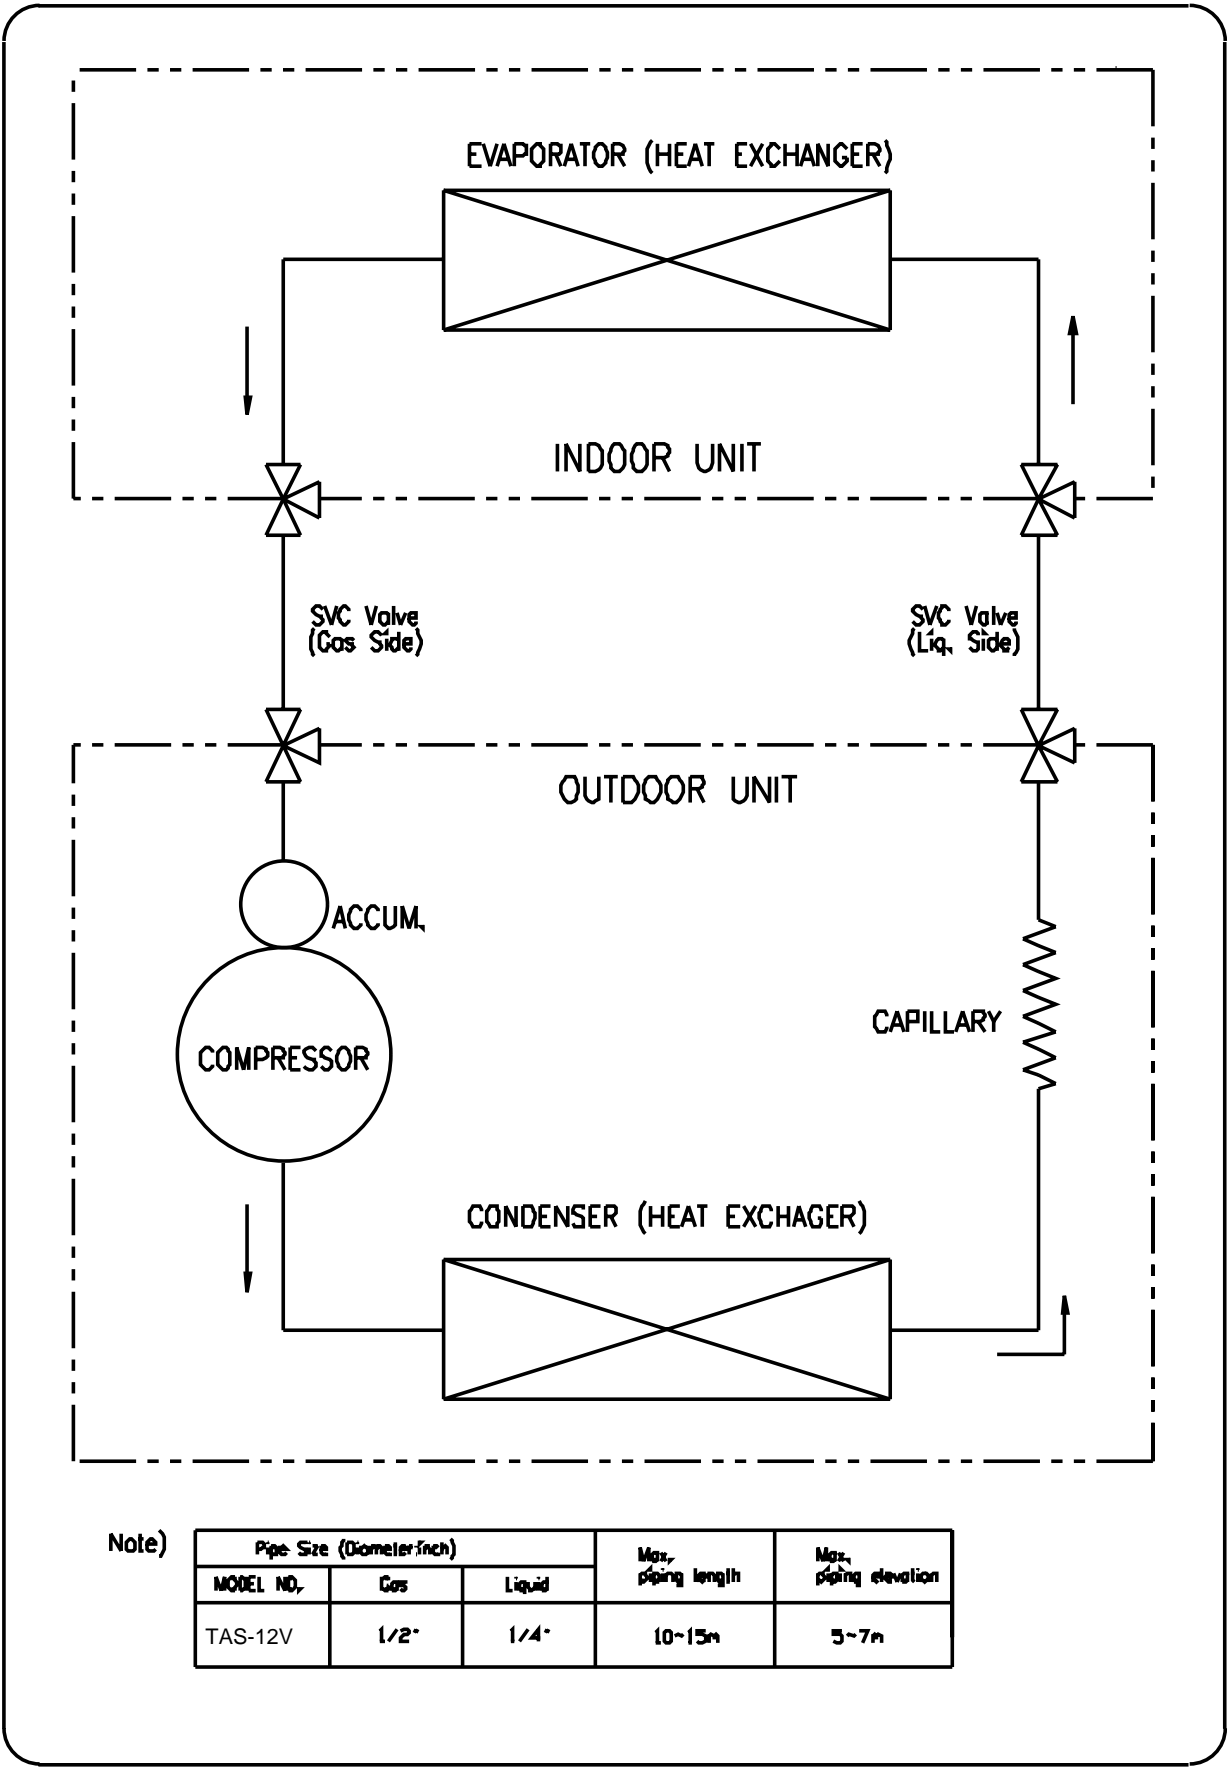 EVAPORATOR (HEAT EXCHANGER)
INDOOR UNIT
SVC Valve
(Gas Side)
SVC Valve
(Liq. Side)
OUTDOOR UNIT
ACCUM.
COMPRESSOR
CAPILLARY
CONDENSER (HEAT EXCHAGER)
Note)
Pipe Size (Diameter:inch)
Max.
piping length
Max.
piping elevation
MODEL NO.
Gas
Liquid
TAS-12V
1/2"
1/4"
10~15m
5~7m